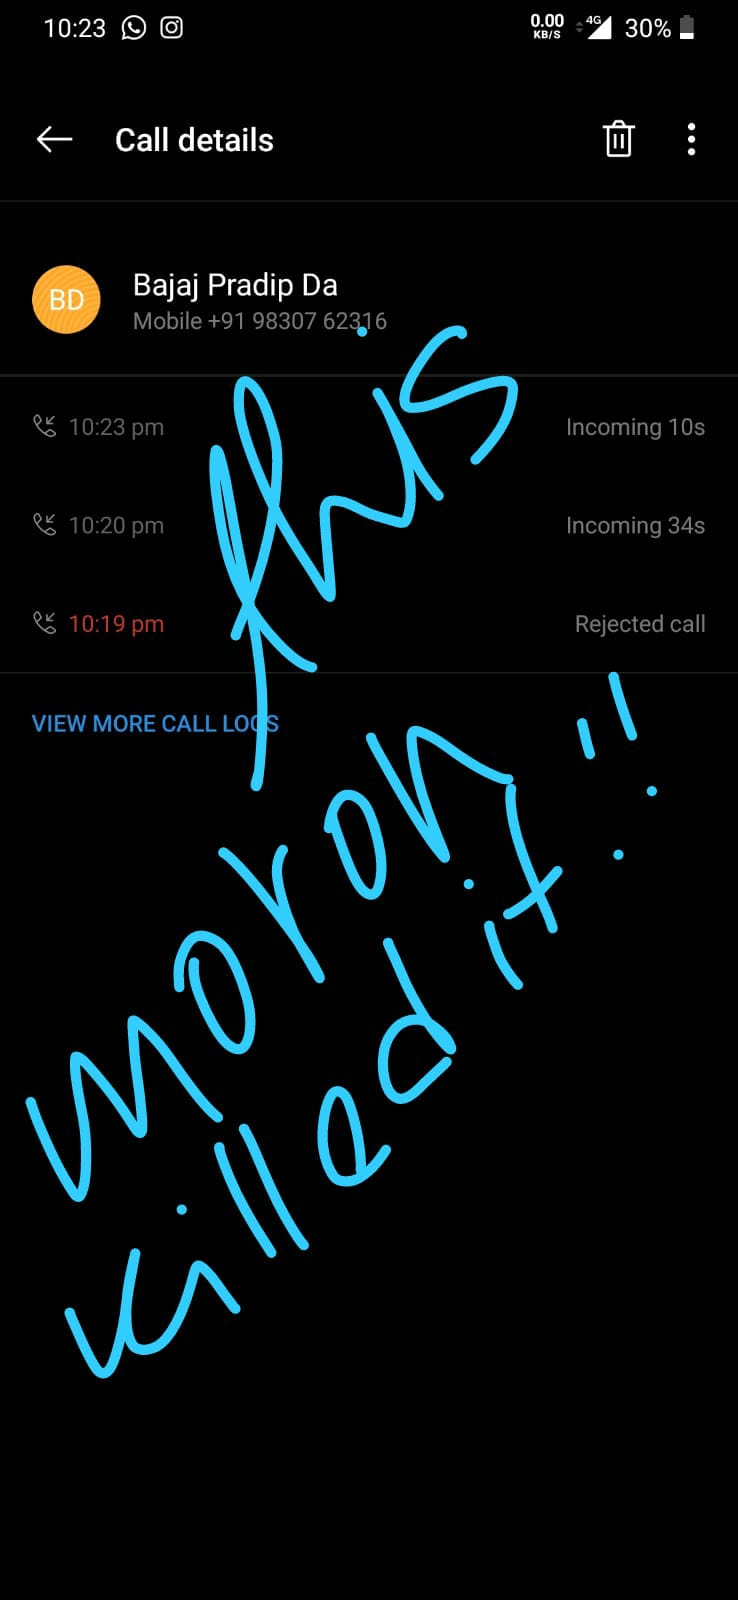 10:23 0.00 KB/S 4G 30%
Call details
BD Bajaj Pradip Da
Mobile +91 98307 62316
10:23 pm Incoming 10s
10:20 pm Incoming 34s
10:19 pm Rejected call
VIEW MORE CALL LOGS
this
moron
killed it!!